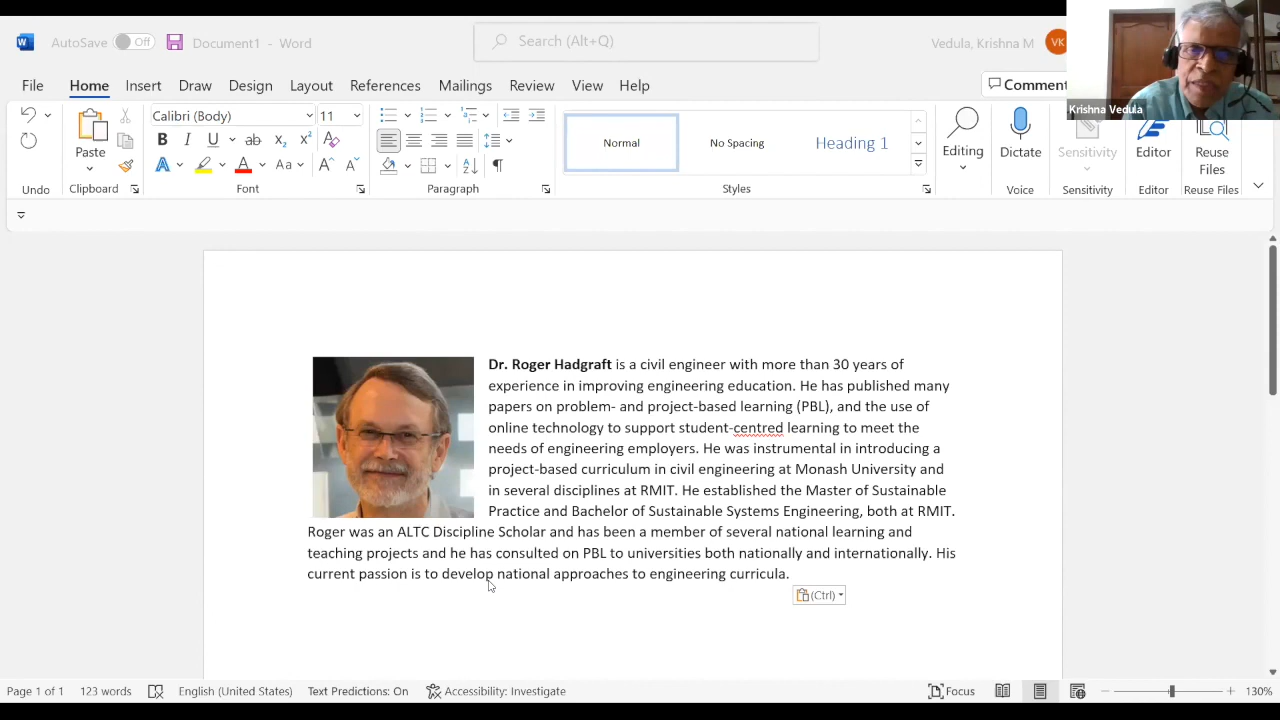 AutoSave Off Document1 - Word Search (Alt+Q) Vedula, Krishna M VK
File Home Insert Draw Design Layout References Mailings Review View Help Comment
Krishna Vedula
Calibri (Body) 11
Paste
Normal No Spacing Heading 1
Editing Dictate Sensitivity Editor Reuse Files
Undo Clipboard Font Paragraph Styles Voice Sensitivity Editor Reuse Files
Dr. Roger Hadgraft is a civil engineer with more than 30 years of
experience in improving engineering education. He has published many
papers on problem- and project-based learning (PBL), and the use of
online technology to support student-centred learning to meet the
needs of engineering employers. He was instrumental in introducing a
project-based curriculum in civil engineering at Monash University and
in several disciplines at RMIT. He established the Master of Sustainable
Practice and Bachelor of Sustainable Systems Engineering, both at RMIT.
Roger was an ALTC Discipline Scholar and has been a member of several national learning and
teaching projects and he has consulted on PBL to universities both nationally and internationally. His
current passion is to develop national approaches to engineering curricula.
(Ctrl)
Page 1 of 1 123 words English (United States) Text Predictions: On Accessibility: Investigate Focus 130%